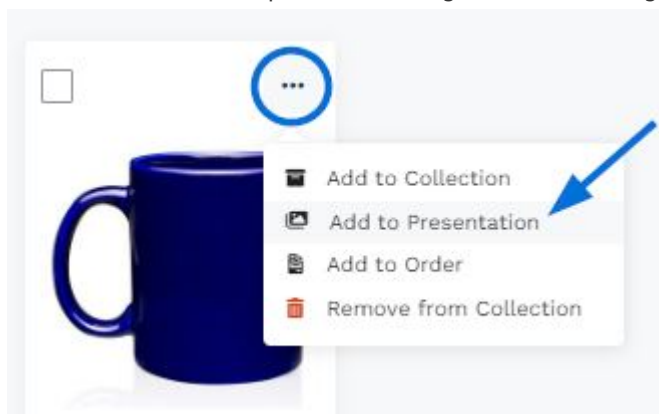 Add to Collection
Add to Presentation
Add to Order
Remove from Collection